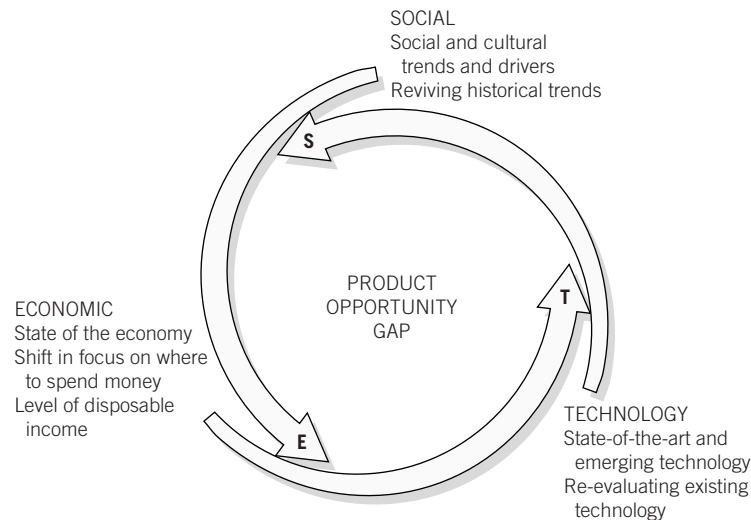 SOCIAL
Social and cultural
trends and drivers
Reviving historical trends
S
PRODUCT
OPPORTUNITY
GAP
T
ECONOMIC
State of the economy
Shift in focus on where
to spend money
Level of disposable
income
E
TECHNOLOGY
State-of-the-art and
emerging technology
Re-evaluating existing
technology